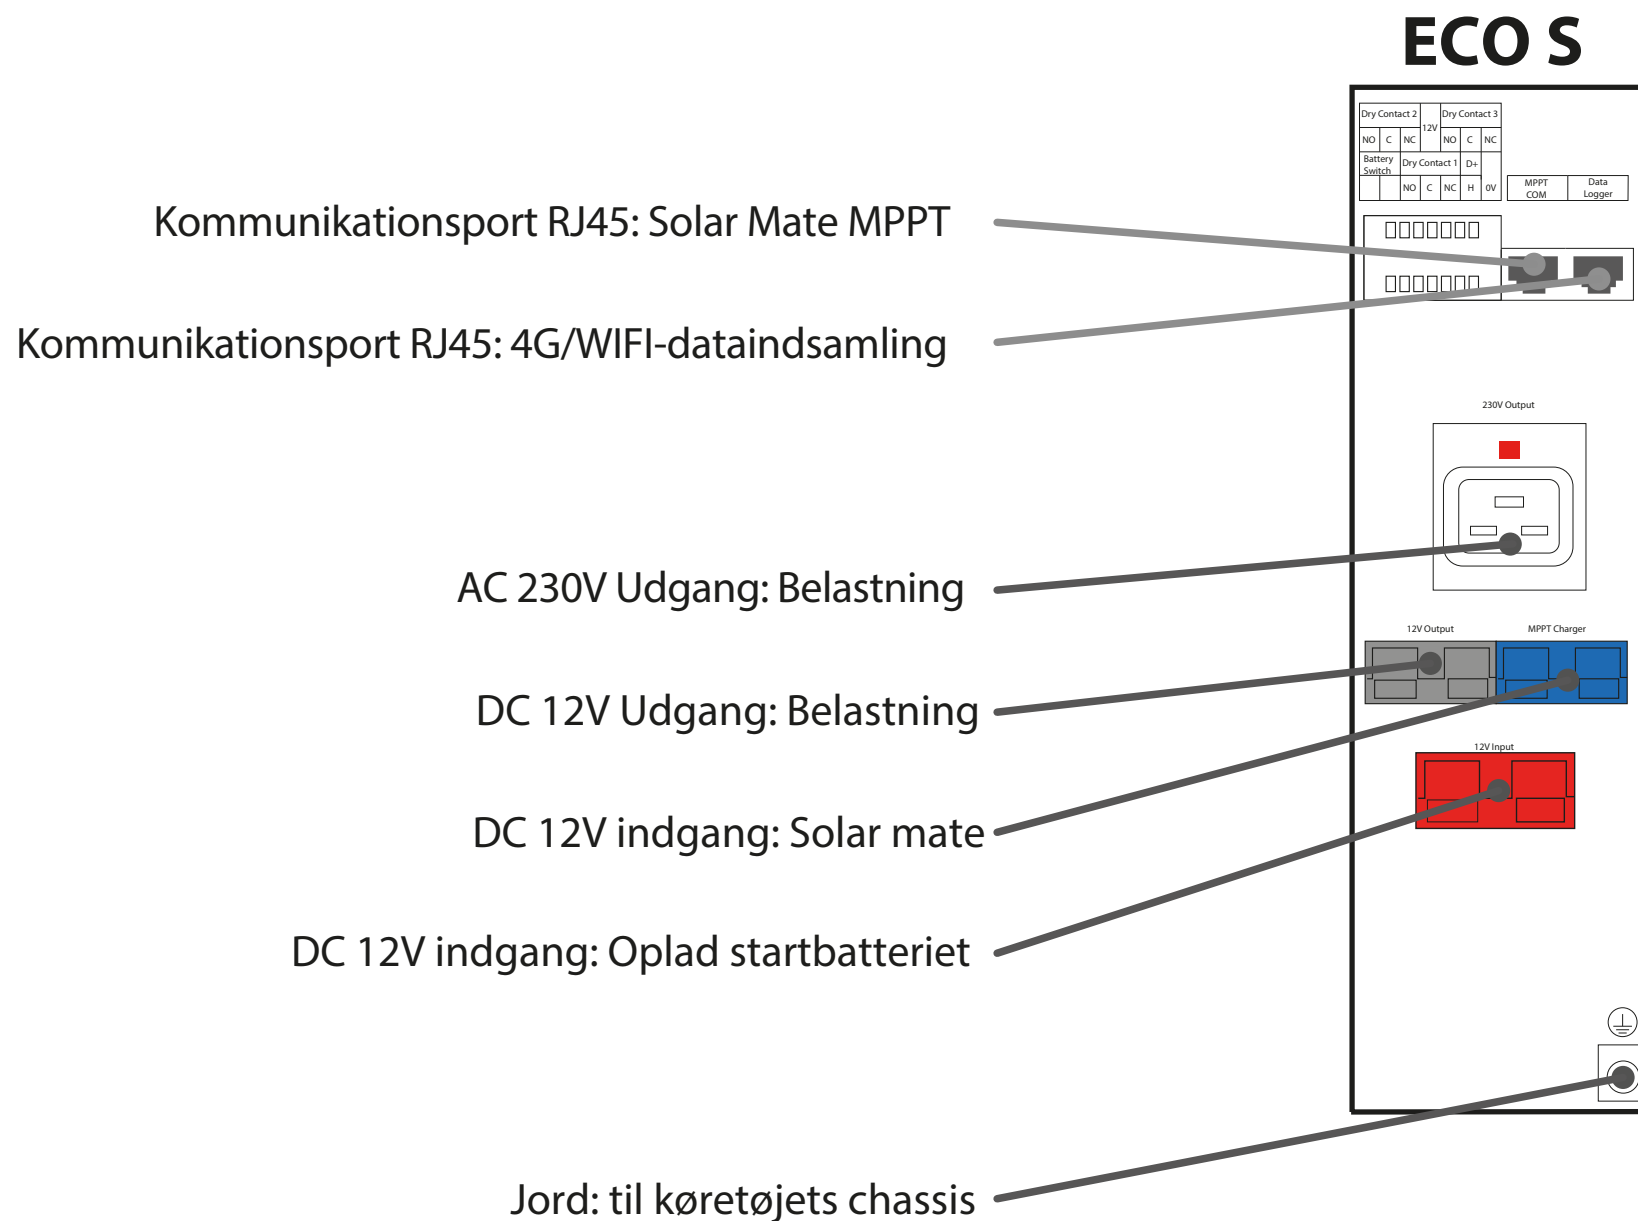 ECO S
Dry Contact 2 12V Dry Contact 3
NO C NC NO C NC
Battery Switch Dry Contact 1 D+
NO C NC H 0V
MPPT COM Data Logger
Kommunikationsport RJ45: Solar Mate MPPT
Kommunikationsport RJ45: 4G/WIFI-dataindsamling
230V Output
AC 230V Udgang: Belastning
12V Output MPPT Charger
DC 12V Udgang: Belastning
12V Input
DC 12V indgang: Solar mate
DC 12V indgang: Oplad startbatteriet
Jord: til køretøjets chassis